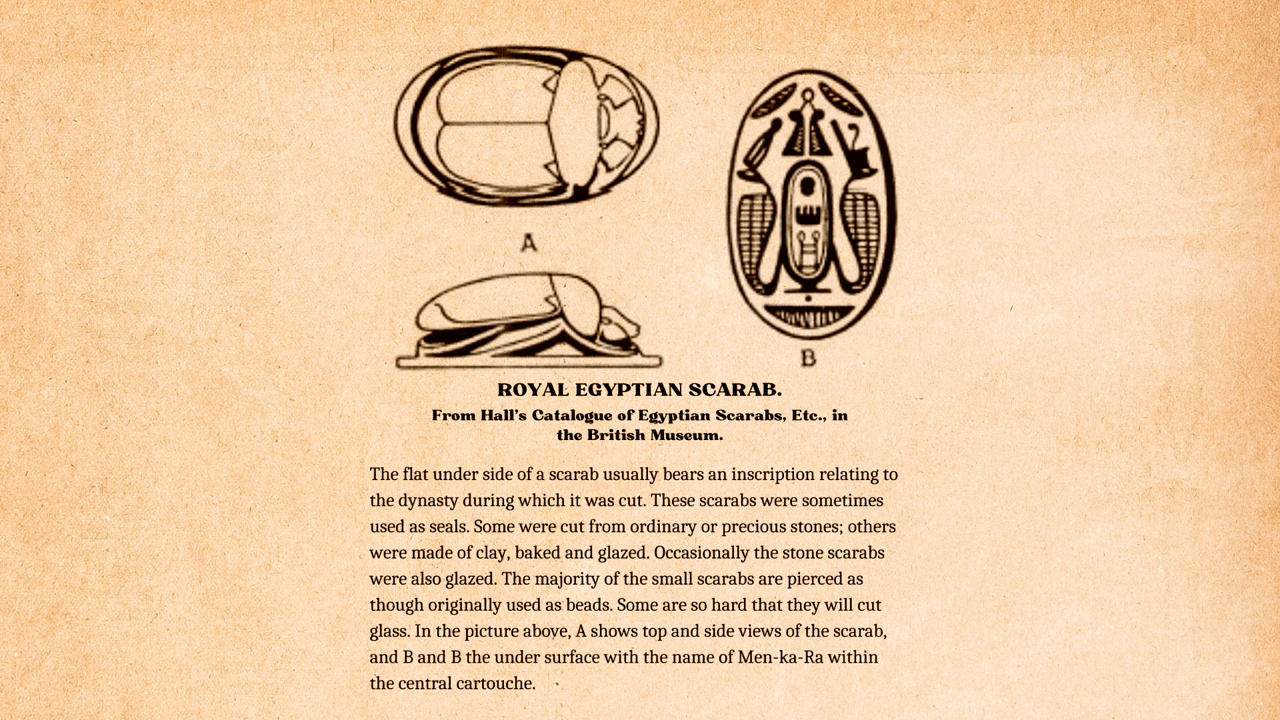 A
B
ROYAL EGYPTIAN SCARAB.
From Hall's Catalogue of Egyptian Scarabs, Etc., in
the British Museum.
The flat under side of a scarab usually bears an inscription relating to
the dynasty during which it was cut. These scarabs were sometimes
used as seals. Some were cut from ordinary or precious stones; others
were made of clay, baked and glazed. Occasionally the stone scarabs
were also glazed. The majority of the small scarabs are pierced as
though originally used as beads. Some are so hard that they will cut
glass. In the picture above, A shows top and side views of the scarab,
and B and B the under surface with the name of Men-ka-Ra within
the central cartouche.